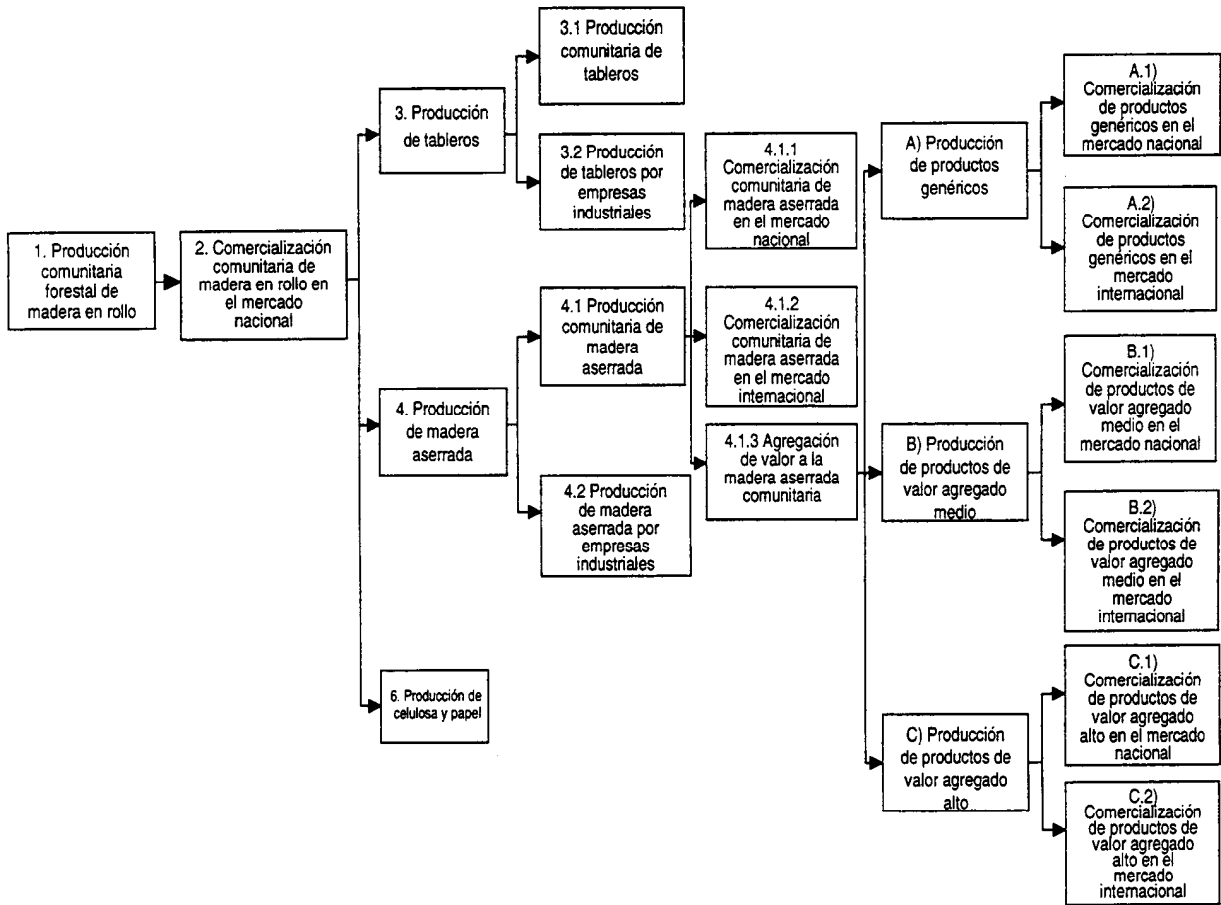 1. Producción
comunitaria
forestal de
madera en rollo
2. Comercialización
comunitaria de
madera en rollo en
el mercado
nacional
3. Producción
de tableros
3.1 Producción
comunitaria de
tableros
3.2 Producción
de tableros por
empresas
industriales
4. Producción
de madera
aserrada
4.1 Producción
comunitaria de
madera
aserrada
4.2 Producción
de madera
aserrada por
empresas
industriales
6. Producción de
celulosa y papel
4.1.1
Comercialización
comunitaria de
madera aserrada
en el mercado
nacional
4.1.2
Comercialización
comunitaria de
madera aserrada
en el mercado
internacional
4.1.3 Agregación
de valor a la
madera aserrada
comunitaria
A) Producción
de productos
genéricos
A.1)
Comercialización
de productos
genéricos en el
mercado nacional
A.2)
Comercialización
de productos
genéricos en el
mercado
internacional
B) Producción
de productos de
valor agregado
medio
B.1)
Comercialización
de productos de
valor agregado
medio en el
mercado nacional
B.2)
Comercialización
de productos de
valor agregado
medio en el
mercado
internacional
C) Producción
de productos de
valor agregado
alto
C.1)
Comercialización
de productos de
valor agregado
alto en el mercado
nacional
C.2)
Comercialización
de productos de
valor agregado
alto en el
mercado
internacional